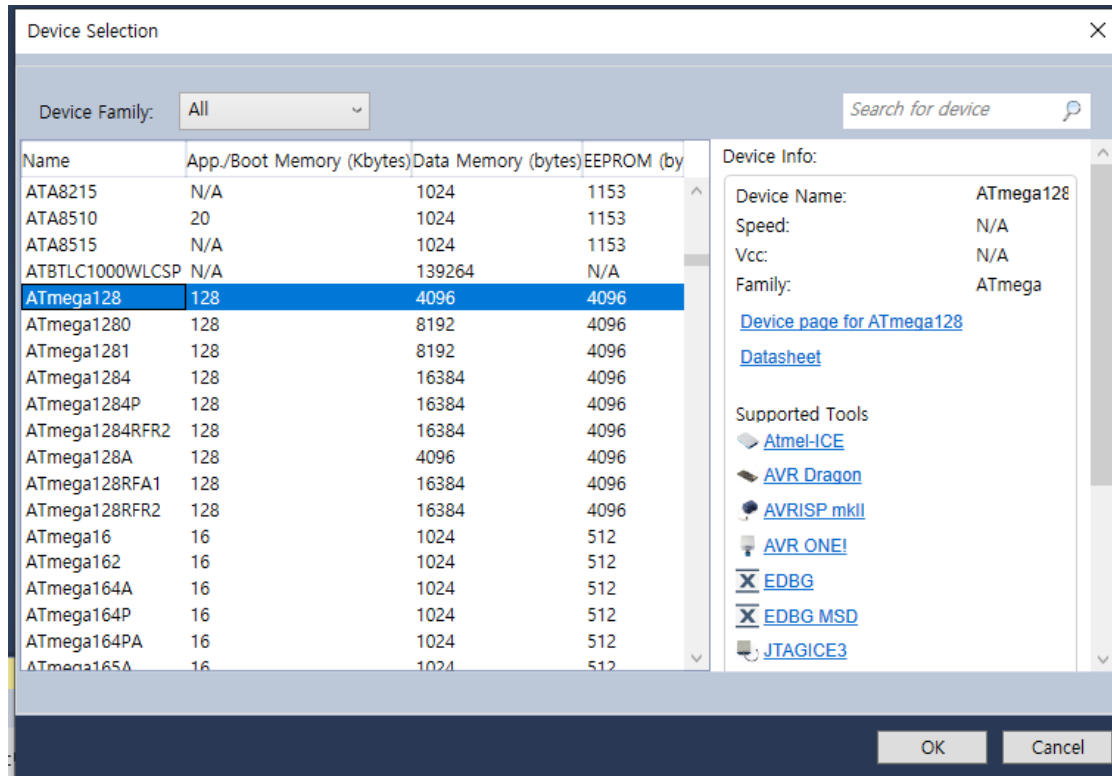 Device Selection
Device Family: All
Search for device
Name App./Boot Memory (Kbytes) Data Memory (bytes) EEPROM (by
ATA8215 N/A 1024 1153
ATA8510 20 1024 1153
ATA8515 N/A 1024 1153
ATBTLC1000WLCSP N/A 139264 N/A
ATmega128 128 4096 4096
ATmega1280 128 8192 4096
ATmega1281 128 8192 4096
ATmega1284 128 16384 4096
ATmega1284P 128 16384 4096
ATmega1284RFR2 128 16384 4096
ATmega128A 128 4096 4096
ATmega128RFA1 128 16384 4096
ATmega128RFR2 128 16384 4096
ATmega16 16 1024 512
ATmega162 16 1024 512
ATmega164A 16 1024 512
ATmega164P 16 1024 512
ATmega164PA 16 1024 512
ATmega165A 16 1024 512
Device Info:
Device Name: ATmega128
Speed: N/A
Vcc: N/A
Family: ATmega
Device page for ATmega128
Datasheet
Supported Tools
Atmel-ICE
AVR Dragon
AVRISP mkII
AVR ONE!
EDBG
EDBG MSD
JTAGICE3
OK Cancel